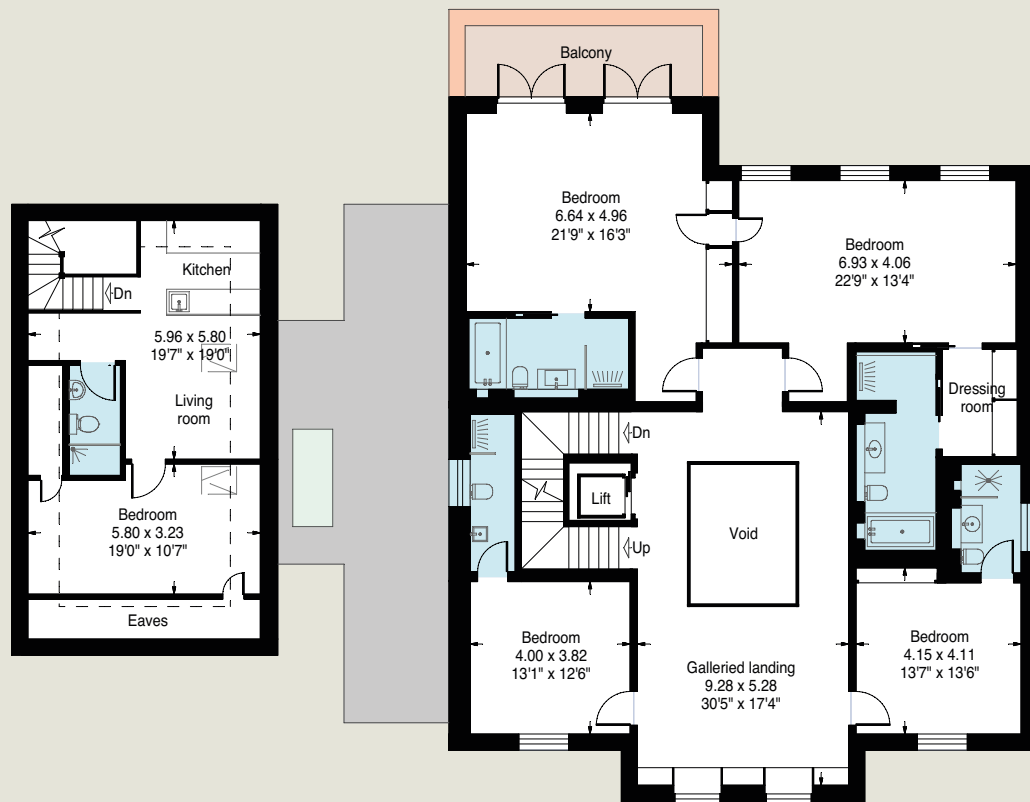 Balcony
Bedroom
6.64 x 4.96
21'9" x 16'3"
Bedroom
6.93 x 4.06
22'9" x 13'4"
Kitchen
Dn
5.96 x 5.80
19'7" x 19'0"
Living
room
Bedroom
5.80 x 3.23
19'0" x 10'7"
Eaves
Dressing
room
Dn
Lift
Up
Void
Bedroom
4.00 x 3.82
13'1" x 12'6"
Galleried landing
9.28 x 5.28
30'5" x 17'4"
Bedroom
4.15 x 4.11
13'7" x 13'6"